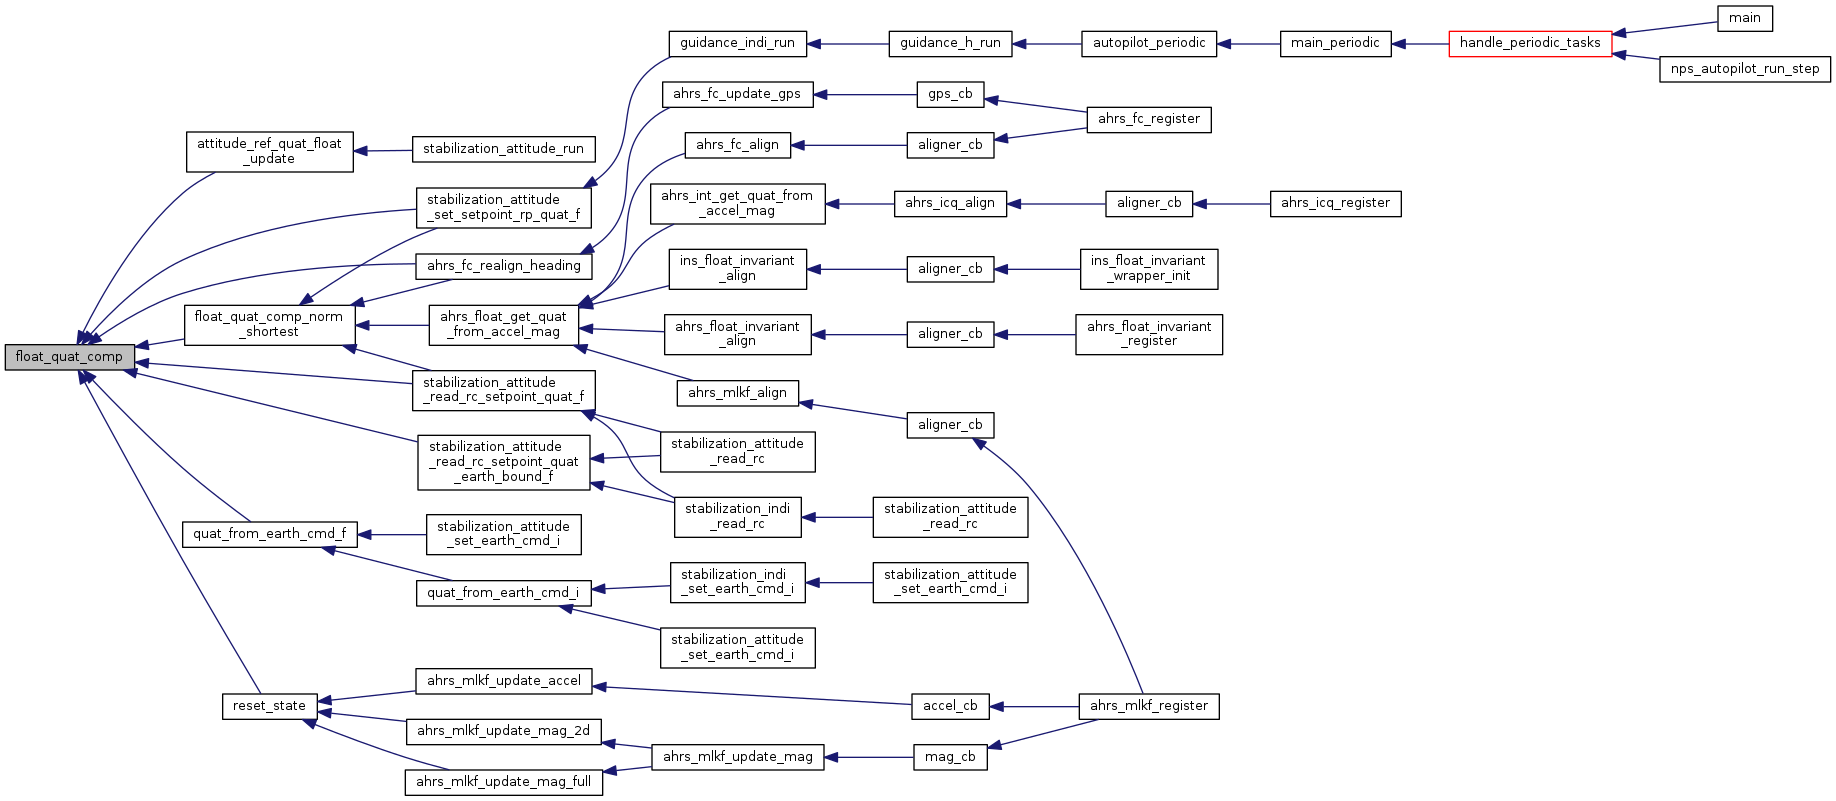 float_quat_comp
attitude_ref_quat_float
_update
stabilization_attitude_run
stabilization_attitude
_set_setpoint_rp_quat_f
guidance_indi_run
guidance_h_run
autopilot_periodic
main_periodic
handle_periodic_tasks
main
nps_autopilot_run_step
ahrs_fc_realign_heading
ahrs_fc_update_gps
gps_cb
ahrs_fc_register
float_quat_comp_norm
_shortest
ahrs_float_get_quat
_from_accel_mag
ahrs_fc_align
aligner_cb
ahrs_int_get_quat_from
_accel_mag
ahrs_icq_align
aligner_cb
ahrs_icq_register
ins_float_invariant
_align
aligner_cb
ins_float_invariant
_wrapper_init
ahrs_float_invariant
_align
aligner_cb
ahrs_float_invariant
_register
ahrs_mlkf_align
aligner_cb
stabilization_attitude
_read_rc_setpoint_quat_f
stabilization_attitude
_read_rc
stabilization_attitude
_read_rc_setpoint_quat
_earth_bound_f
stabilization_indi
_read_rc
stabilization_attitude
_read_rc
quat_from_earth_cmd_f
stabilization_attitude
_set_earth_cmd_i
quat_from_earth_cmd_i
stabilization_indi
_set_earth_cmd_i
stabilization_attitude
_set_earth_cmd_i
stabilization_attitude
_set_earth_cmd_i
reset_state
ahrs_mlkf_update_accel
accel_cb
ahrs_mlkf_register
ahrs_mlkf_update_mag_2d
ahrs_mlkf_update_mag
mag_cb
ahrs_mlkf_update_mag_full